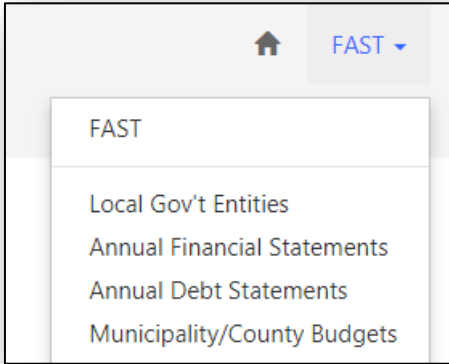 FAST
FAST
Local Gov't Entities
Annual Financial Statements
Annual Debt Statements
Municipality/County Budgets